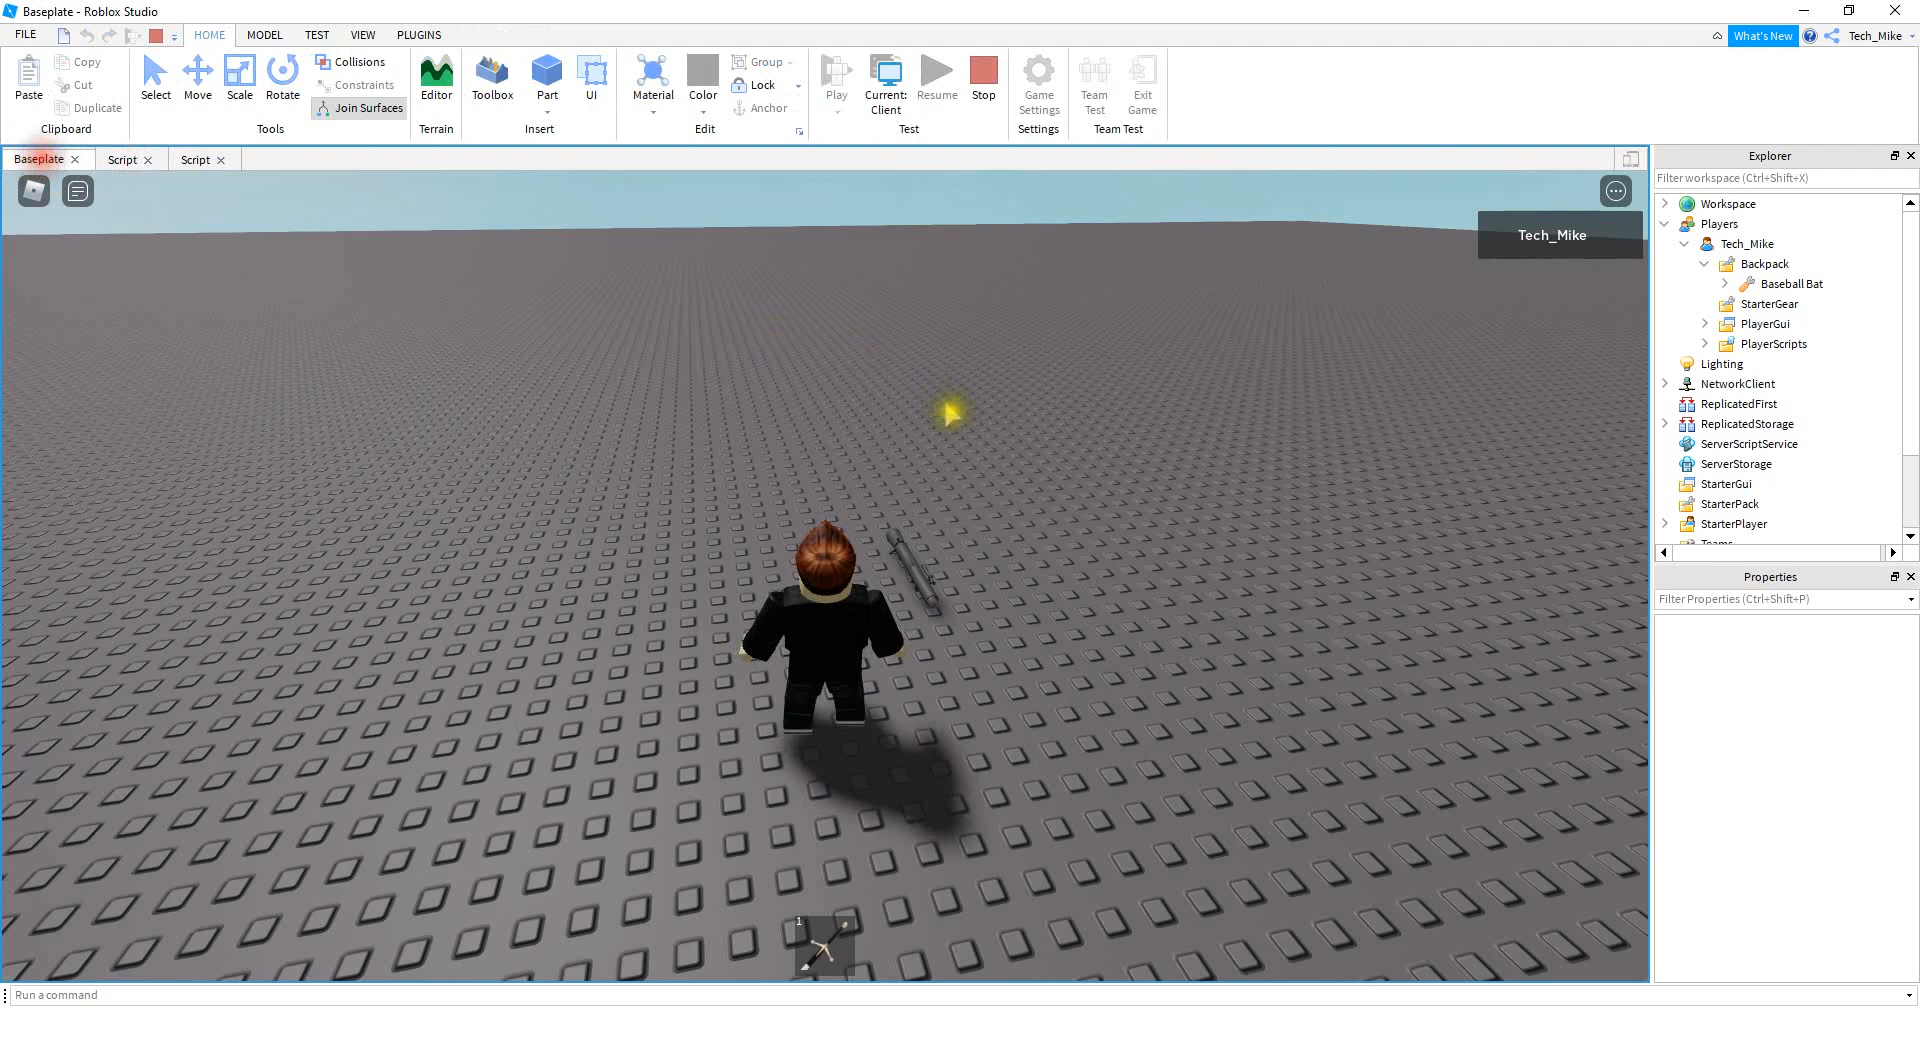 Baseplate - Roblox Studio
FILE HOME MODEL TEST VIEW PLUGINS What's New Tech_Mike
Paste Copy Cut Duplicate
Clipboard
Select Move Scale Rotate
Collisions
Constraints
Join Surfaces
Tools
Editor
Terrain
Toolbox Part UI
Insert
Material Color Group Lock Anchor
Edit
Play Current: Client Resume Stop
Test
Game Settings
Settings
Team Test Exit Game
Team Test
Baseplate Script Script
Tech_Mike
1
Explorer
Filter workspace (Ctrl+Shift+X)
Workspace
Players
Tech_Mike
Backpack
Baseball Bat
StarterGear
PlayerGui
PlayerScripts
Lighting
NetworkClient
ReplicatedFirst
ReplicatedStorage
ServerScriptService
ServerStorage
StarterGui
StarterPack
StarterPlayer
Teams
Properties
Filter Properties (Ctrl+Shift+P)
Run a command